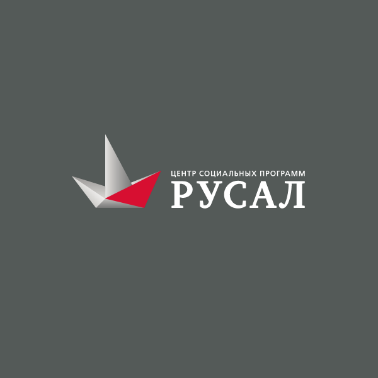 ЦЕНТР СОЦИАЛЬНЫХ ПРОГРАММ
РУСАЛ